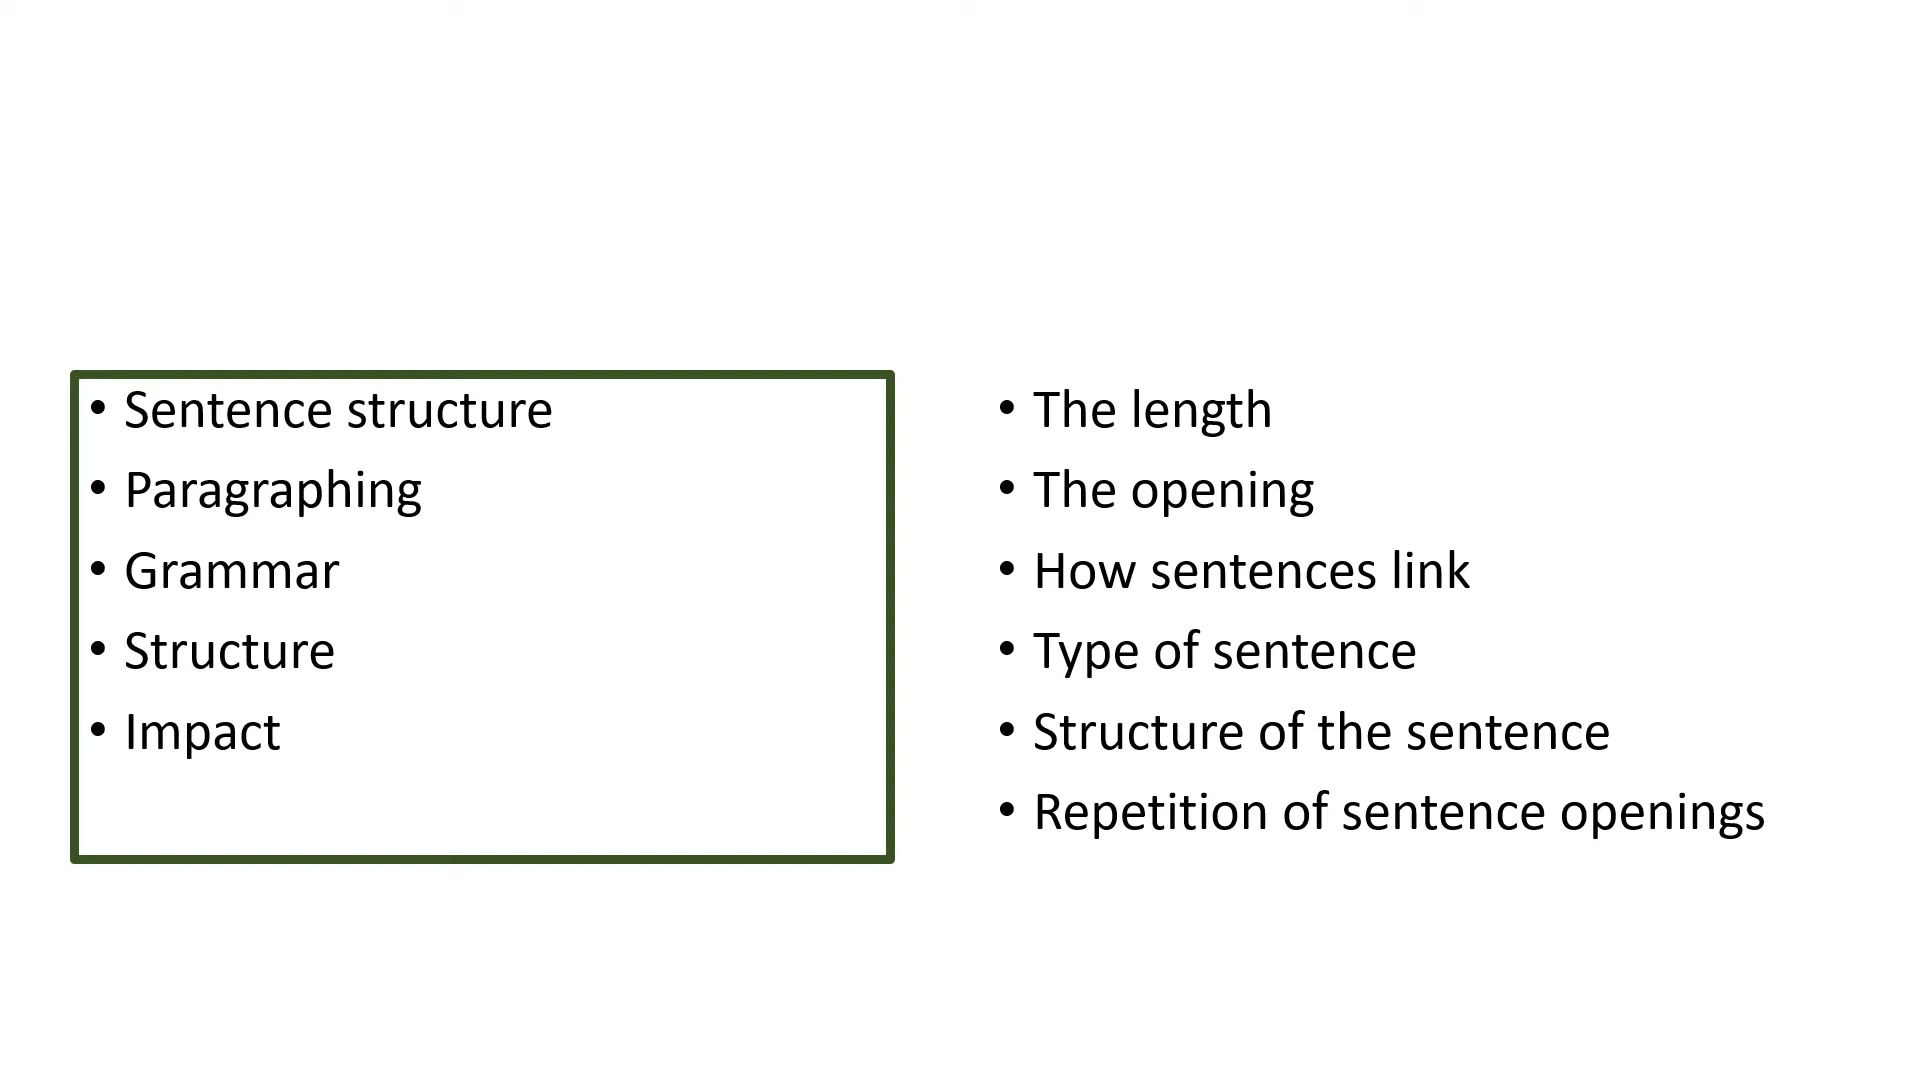 • Sentence structure
• Paragraphing
• Grammar
• Structure
• Impact
• The length
• The opening
• How sentences link
• Type of sentence
• Structure of the sentence
• Repetition of sentence openings